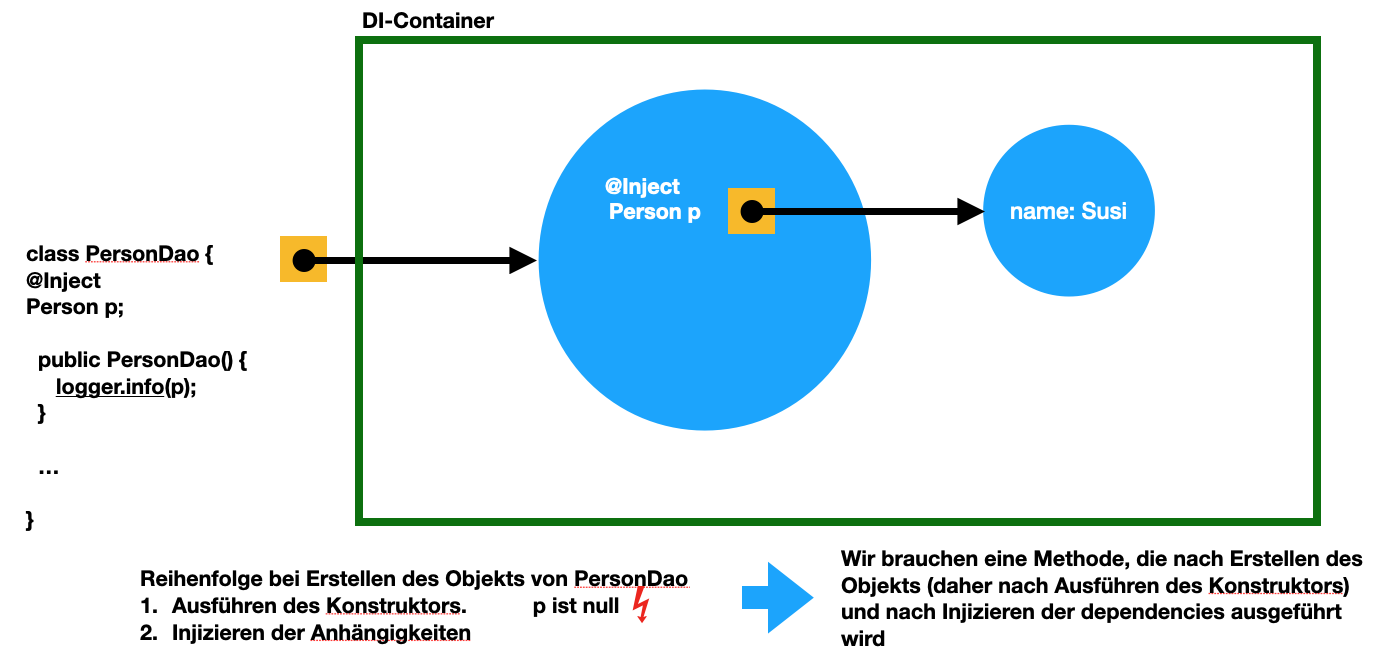 DI-Container
@Inject
Person p
name: Susi
class PersonDao {
@Inject
Person p;
public PersonDao() {
logger.info(p);
}
...
}
Reihenfolge bei Erstellen des Objekts von PersonDao
1. Ausführen des Konstruktors. p ist null
2. Injizieren der Anhängigkeiten
Wir brauchen eine Methode, die nach Erstellen des
Objekts (daher nach Ausführen des Konstruktors)
und nach Injizieren der dependencies ausgeführt
wird